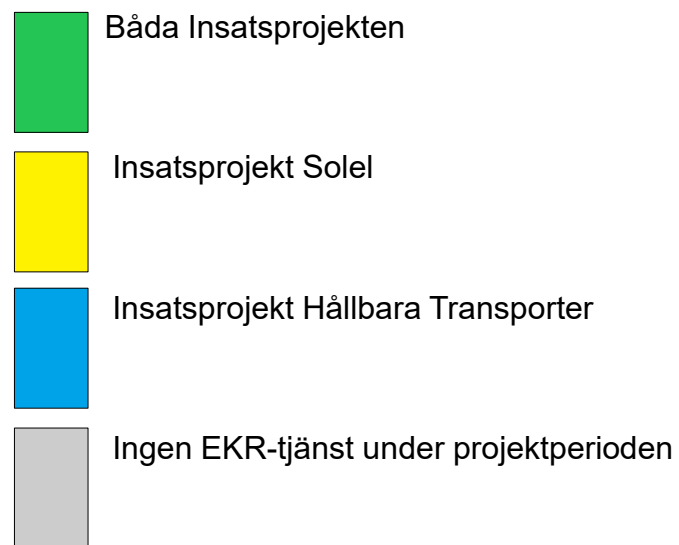 Båda Insatsprojekten
Insatsprojekt Solel
Insatsprojekt Hållbara Transporter
Ingen EKR-tjänst under projektperioden